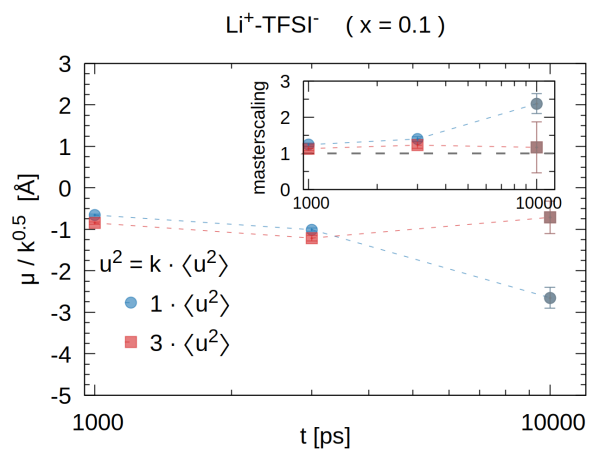 Li⁺-TFSI⁻ ( x = 0.1 )
μ / k^0.5 [Å]
3
2
1
0
-1
-2
-3
-4
-5
1000
10000
t [ps]
masterscaling
3
2
1
0
1000
10000
u² = k · ⟨u²⟩
1 · ⟨u²⟩
3 · ⟨u²⟩